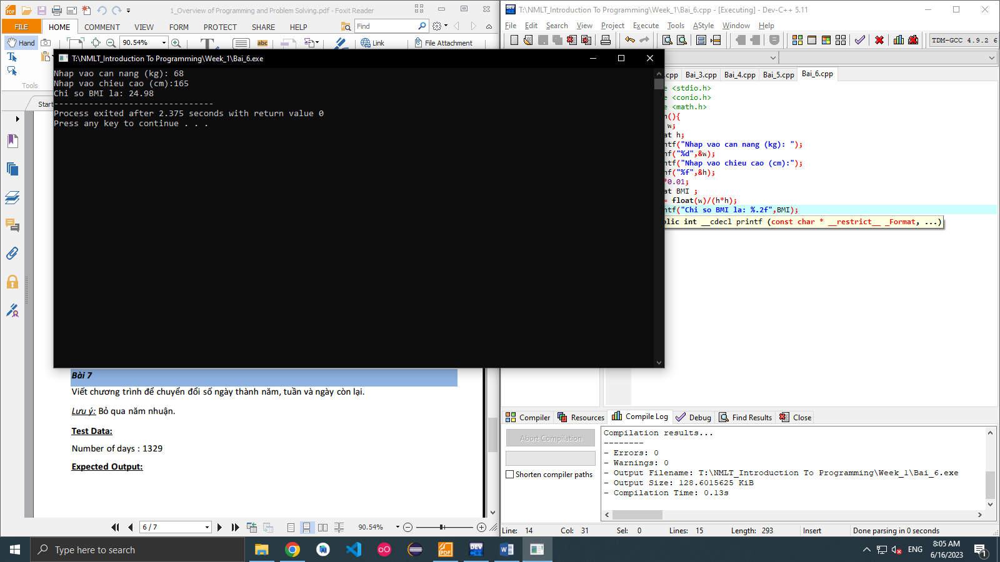 1_Overview of Programming and Problem Solving.pdf - Foxit Reader
FILE HOME COMMENT VIEW FORM PROTECT SHARE HELP Find
Hand 90.54% Link File Attachment
Tools
Start
T:\NMLT_Introduction To Programming\Week_1\Bai_6.exe
Nhap vao can nang (kg): 68
Nhap vao chieu cao (cm):165
Chi so BMI la: 24.98
--------------------------------
Process exited after 2.375 seconds with return value 0
Press any key to continue . . .
Bài 7
Viết chương trình để chuyển đổi số ngày thành năm, tuần và ngày còn lại.
Lưu ý: Bỏ qua năm nhuận.
Test Data:
Number of days : 1329
Expected Output:
6 / 7 90.54%
T:\NMLT_Introduction To Programming\Week_1\Bai_6.cpp - [Executing] - Dev-C++ 5.11
File Edit Search View Project Execute Tools AStyle Window Help
TDM-GCC 4.9.2 6
.cpp Bai_3.cpp Bai_4.cpp Bai_5.cpp Bai_6.cpp
e <stdio.h>
e <conio.h>
e <math.h>
(){
w;
at h;
ntf("Nhap vao can nang (kg): ");
nf("%d",&w);
ntf("Nhap vao chieu cao (cm):");
nf("%f",&h);
*0.01;
at BMI ;
= float(w)/(h*h);
ntf("Chi so BMI la: %.2f",BMI);
blic int __cdecl printf (const char * __restrict__ _Format, ...)
Compiler Resources Compile Log Debug Find Results Close
Abort Compilation
Shorten compiler paths
Compilation results...
--------
- Errors: 0
- Warnings: 0
- Output Filename: T:\NMLT_Introduction To Programming\Week_1\Bai_6.exe
- Output Size: 128.6015625 KiB
- Compilation Time: 0.13s
Line: 14 Col: 31 Sel: 0 Lines: 15 Length: 293 Insert Done parsing in 0 seconds
Type here to search
ENG
8:05 AM
6/16/2023
1